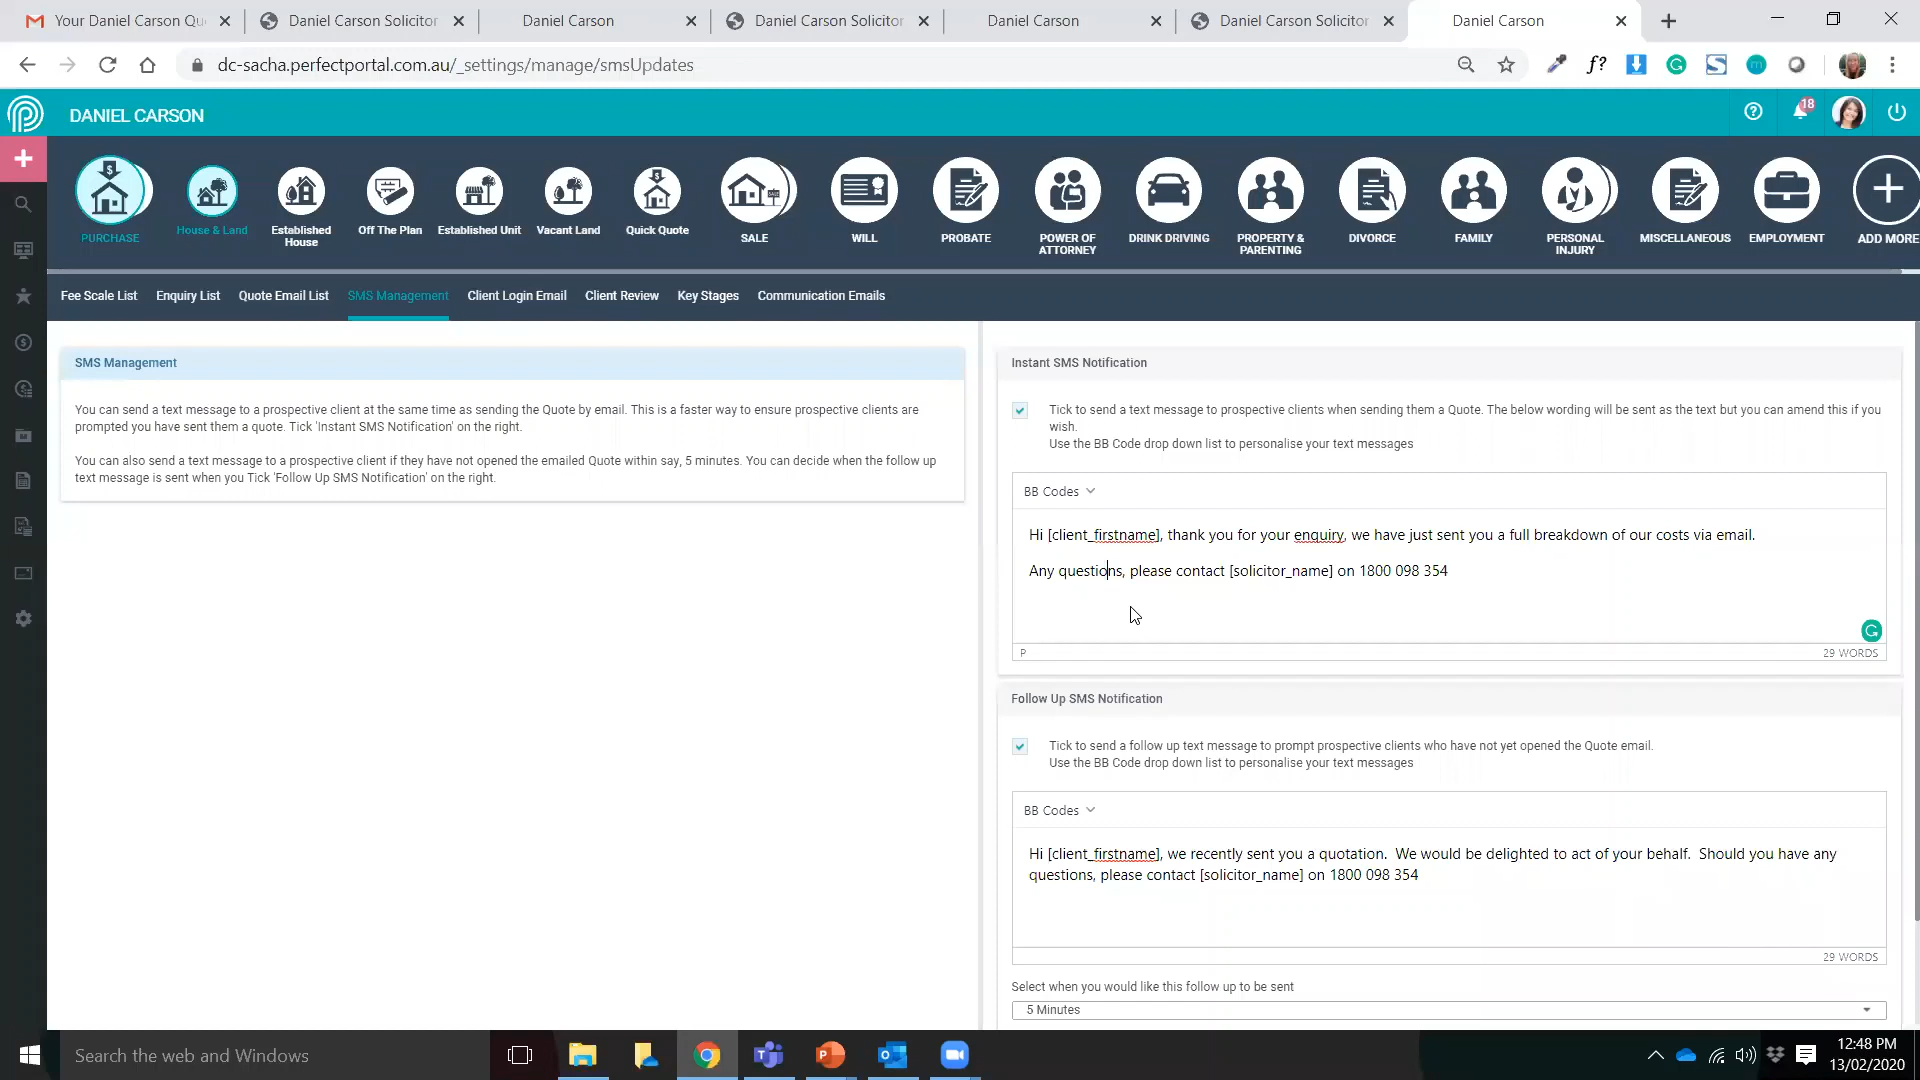 Your Daniel Carson Qu
Daniel Carson Solicitor
Daniel Carson
Daniel Carson Solicitor
Daniel Carson
Daniel Carson Solicitor
Daniel Carson
dc-sacha.perfectportal.com.au/_settings/manage/smsUpdates
f?
DANIEL CARSON
18
PURCHASE
House & Land
Established House
Off The Plan
Established Unit
Vacant Land
Quick Quote
SALE
WILL
PROBATE
POWER OF ATTORNEY
DRINK DRIVING
PROPERTY & PARENTING
DIVORCE
FAMILY
PERSONAL INJURY
MISCELLANEOUS
EMPLOYMENT
ADD MORE
Fee Scale List
Enquiry List
Quote Email List
SMS Management
Client Login Email
Client Review
Key Stages
Communication Emails
SMS Management
You can send a text message to a prospective client at the same time as sending the Quote by email. This is a faster way to ensure prospective clients are
prompted you have sent them a quote. Tick 'Instant SMS Notification' on the right.
You can also send a text message to a prospective client if they have not opened the emailed Quote within say, 5 minutes. You can decide when the follow up
text message is sent when you Tick 'Follow Up SMS Notification' on the right.
Instant SMS Notification
Tick to send a text message to prospective clients when sending them a Quote. The below wording will be sent as the text but you can amend this if you
wish.
Use the BB Code drop down list to personalise your text messages
BB Codes
Hi [client_firstname], thank you for your enquiry, we have just sent you a full breakdown of our costs via email.
Any questions, please contact [solicitor_name] on 1800 098 354
P
29 WORDS
Follow Up SMS Notification
Tick to send a follow up text message to prompt prospective clients who have not yet opened the Quote email.
Use the BB Code drop down list to personalise your text messages
BB Codes
Hi [client_firstname], we recently sent you a quotation.  We would be delighted to act of your behalf.  Should you have any
questions, please contact [solicitor_name] on 1800 098 354
29 WORDS
Select when you would like this follow up to be sent
5 Minutes
Search the web and Windows
12:48 PM
13/02/2020